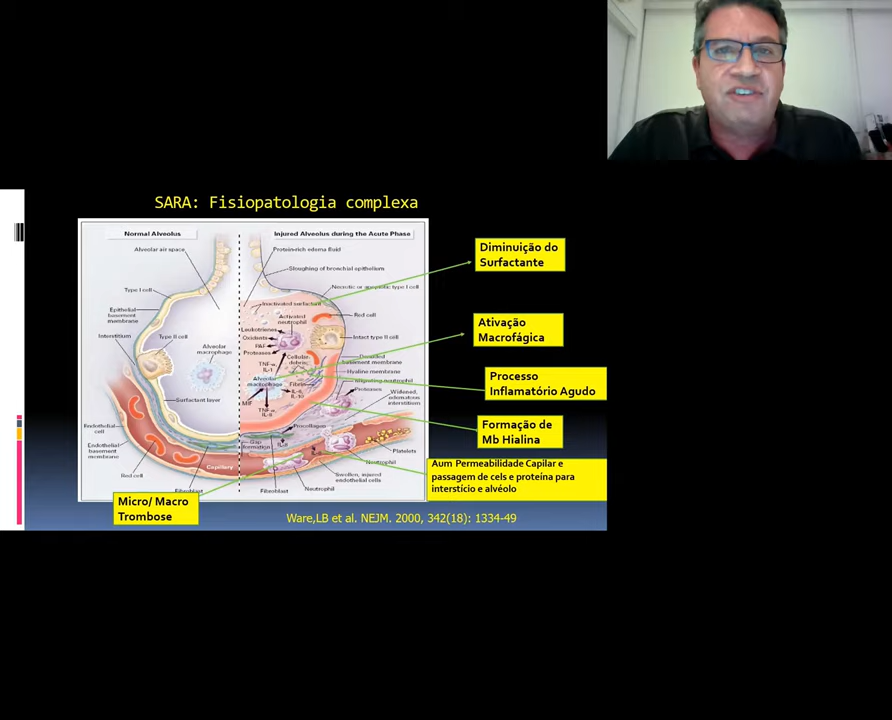 SARA: Fisiopatologia complexa
Normal Alveolus
Injured Alveolus during the Acute Phase
Alveolar air space
Protein-rich edema fluid
Sloughing of bronchial epithelium
Necrotic or apoptotic type I cell
Type I cell
Inactivated surfactant
Red cell
Epithelial
basement
membrane
Activated
neutrophil
Leukotrienes
Oxidants
PAF
Proteases
Intact type II cell
Interstitium
Type II cell
Alveolar
macrophage
Cellular
debris
TNF-α,
IL-1
Denuded
basement membrane
Hyaline membrane
Migrating neutrophil
Proteases
Alveolar
macrophage
Fibrin
IL-6,
IL-10
MIF
TNF-α,
IL-8
Widened,
edematous
interstitium
Surfactant layer
Procollagen
Gap
formation
IL-8
IL-8
Platelets
Endothelial
cell
Endothelial
basement
membrane
Red cell
Capillary
Neutrophil
Swollen, injured
endothelial cells
Fibroblast
Fibroblast
Neutrophil
Diminuição do
Surfactante
Ativação
Macrofágica
Processo
Inflamatório Agudo
Formação de
Mb Hialina
Aum Permeabilidade Capilar e
passagem de cels e proteína para
interstício e alvéolo
Micro/ Macro
Trombose
Ware,LB et al. NEJM. 2000, 342(18): 1334-49